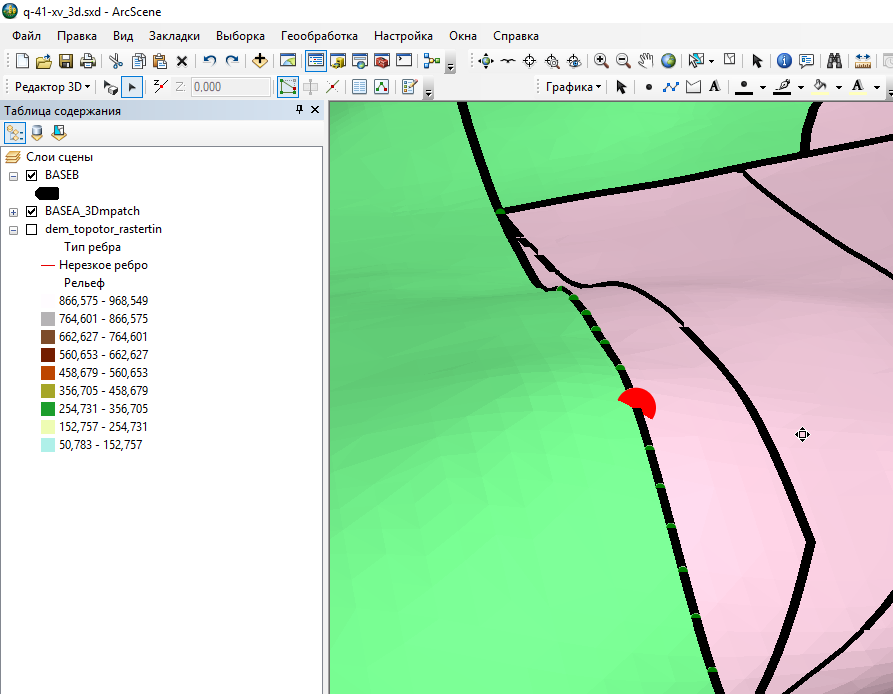 q-41-xv_3d.sxd - ArcScene
Файл Правка Вид Закладки Выборка Геообработка Настройка Окна Справка
Редактор 3D Z: 0,000 Графика A A
Таблица содержания
Слои сцены
BASEB
BASEA_3Dmpatch
dem_topotor_rastertin
Тип ребра
Нерезкое ребро
Рельеф
866,575 - 968,549
764,601 - 866,575
662,627 - 764,601
560,653 - 662,627
458,679 - 560,653
356,705 - 458,679
254,731 - 356,705
152,757 - 254,731
50,783 - 152,757